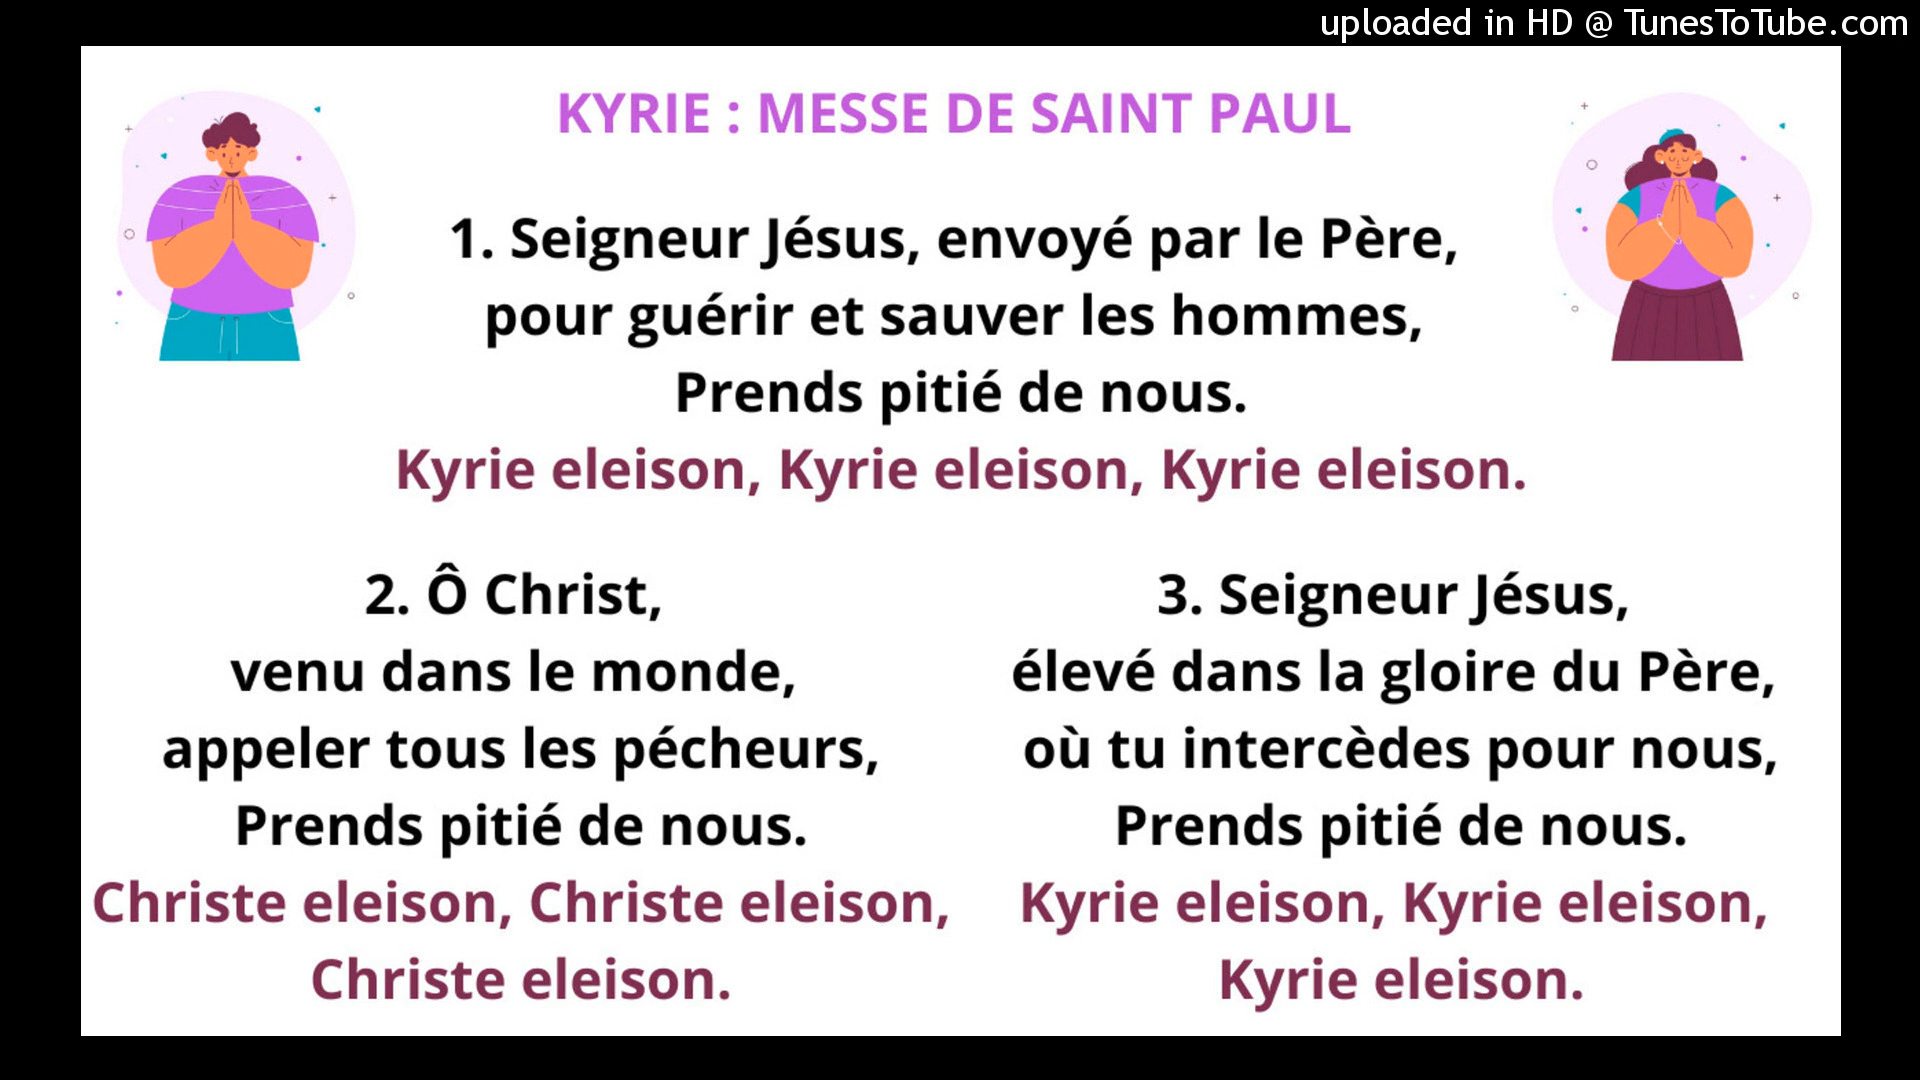 uploaded in HD @ TunesToTube.com
KYRIE : MESSE DE SAINT PAUL
1. Seigneur Jésus, envoyé par le Père,
pour guérir et sauver les hommes,
Prends pitié de nous.
Kyrie eleison, Kyrie eleison, Kyrie eleison.
2. Ô Christ,
venu dans le monde,
appeler tous les pécheurs,
Prends pitié de nous.
Christe eleison, Christe eleison,
Christe eleison.
3. Seigneur Jésus,
élevé dans la gloire du Père,
où tu intercèdes pour nous,
Prends pitié de nous.
Kyrie eleison, Kyrie eleison,
Kyrie eleison.